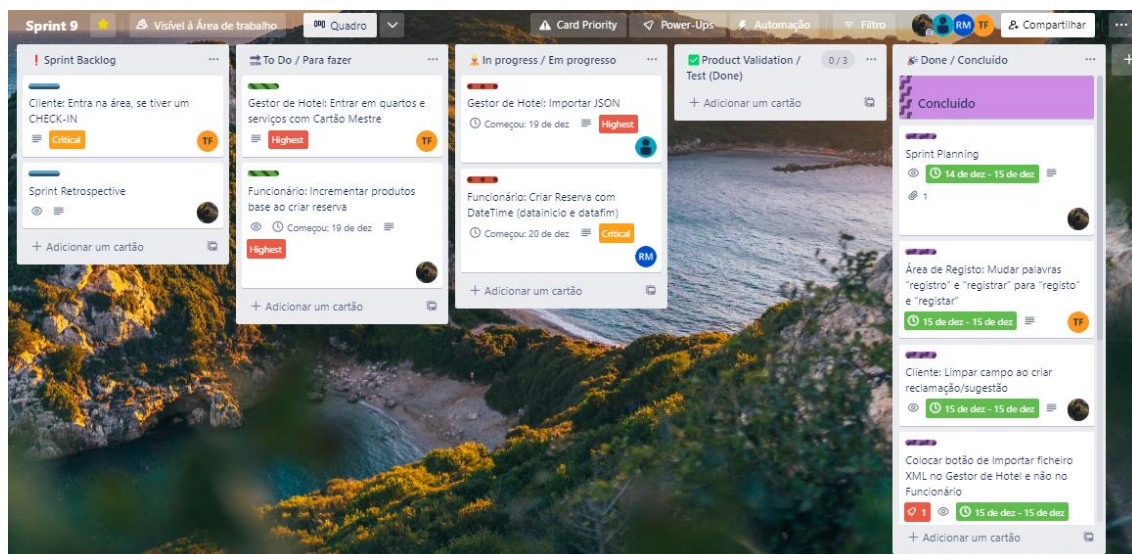 Sprint 9
Visível à Área de trabalho
Quadro
Card Priority
Power-Ups
Automação
Filtro
RM
TF
Compartilhar
Sprint Backlog
Cliente: Entra na área, se tiver um
CHECK-IN
Critical
TF
Sprint Retrospective
+ Adicionar um cartão
To Do / Para fazer
Gestor de Hotel: Entrar em quartos e
serviços com Cartão Mestre
Highest
TF
Funcionário: Incrementar produtos
base ao criar reserva
Começou: 19 de dez
Highest
+ Adicionar um cartão
In progress / Em progresso
Gestor de Hotel: Importar JSON
Começou: 19 de dez
Highest
Funcionário: Criar Reserva com
DateTime (datainicio e datafim)
Começou: 20 de dez
Critical
RM
+ Adicionar um cartão
Product Validation /
Test (Done)
0/3
+ Adicionar um cartão
Done / Concluído
Concluído
Sprint Planning
14 de dez - 15 de dez
1
Área de Registo: Mudar palavras
"registro" e "registrar" para "registo"
e "registar"
15 de dez - 15 de dez
TF
Cliente: Limpar campo ao criar
reclamação/sugestão
15 de dez - 15 de dez
Colocar botão de Importar ficheiro
XML no Gestor de Hotel e não no
Funcionário
1
15 de dez - 15 de dez
+ Adicionar um cartão